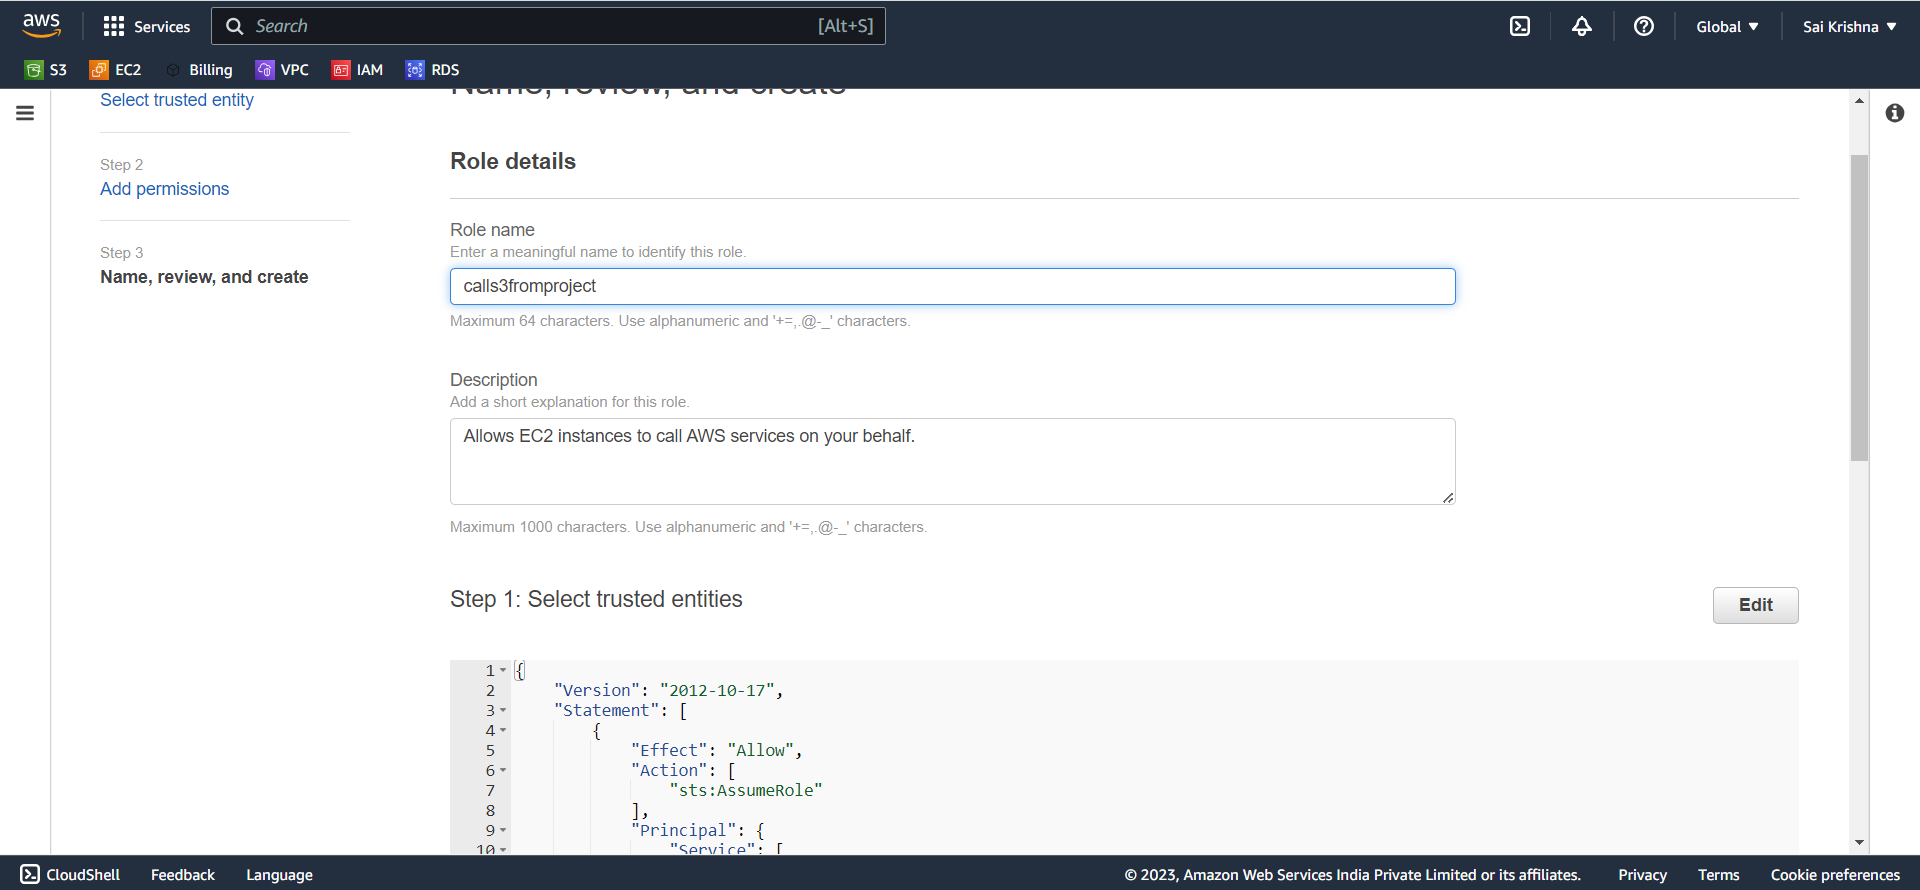 aws
Services
Search
[Alt+S]
Global
Sai Krishna
S3
EC2
Billing
VPC
IAM
RDS
Select trusted entity
Step 2
Add permissions
Step 3
Name, review, and create
Name, review, and create
Role details
Role name
Enter a meaningful name to identify this role.
calls3fromproject
Maximum 64 characters. Use alphanumeric and '+=,.@-_' characters.
Description
Add a short explanation for this role.
Allows EC2 instances to call AWS services on your behalf.
Maximum 1000 characters. Use alphanumeric and '+=,.@-_' characters.
Step 1: Select trusted entities
Edit
1 {
2 "Version": "2012-10-17",
3 "Statement": [
4 {
5 "Effect": "Allow",
6 "Action": [
7 "sts:AssumeRole"
8 ],
9 "Principal": {
10 "Service": [
CloudShell
Feedback
Language
© 2023, Amazon Web Services India Private Limited or its affiliates.
Privacy
Terms
Cookie preferences